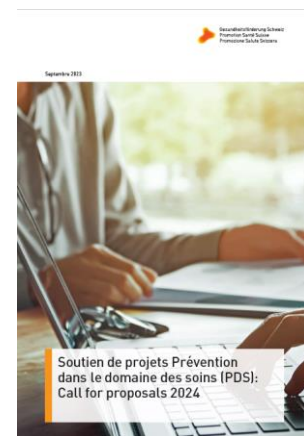 Gesundheitsförderung Schweiz
Promotion Santé Suisse
Promozione Salute Svizzera
Septembre 2023
Soutien de projets Prévention
dans le domaine des soins (PDS):
Call for proposals 2024